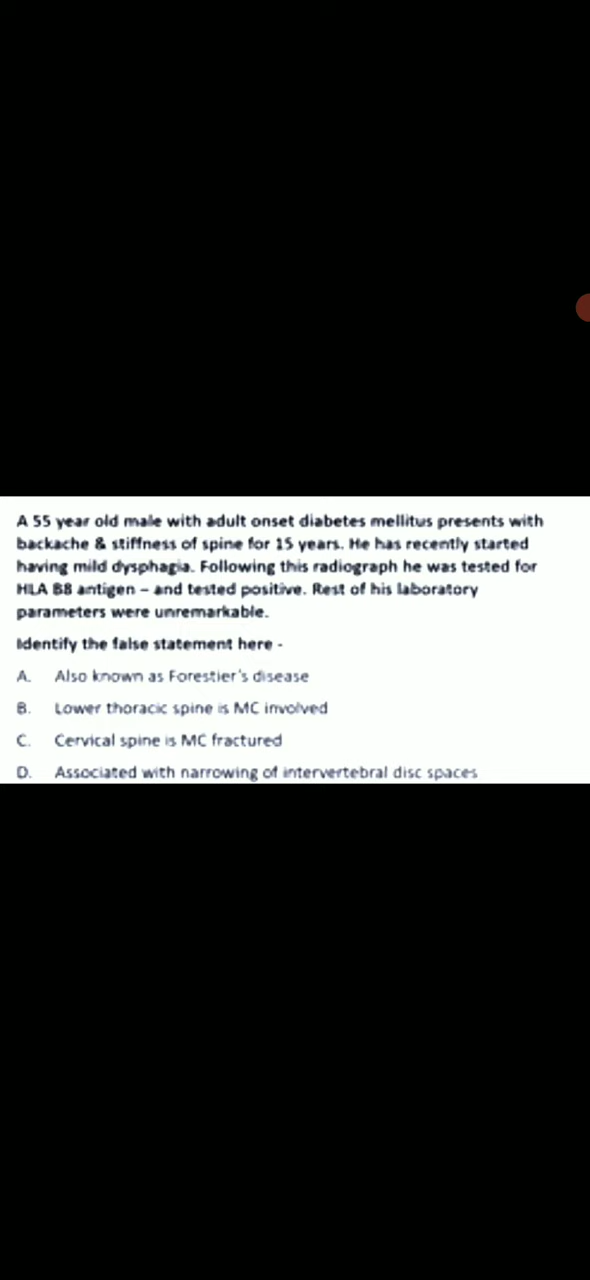 A 55 year old male with adult onset diabetes mellitus presents with
backache & stiffness of spine for 15 years. He has recently started
having mild dysphagia. Following this radiograph he was tested for
HLA B8 antigen – and tested positive. Rest of his laboratory
parameters were unremarkable.
Identify the false statement here -
A. Also known as Forestier's disease
B. Lower thoracic spine is MC involved
C. Cervical spine is MC fractured
D. Associated with narrowing of intervertebral disc spaces